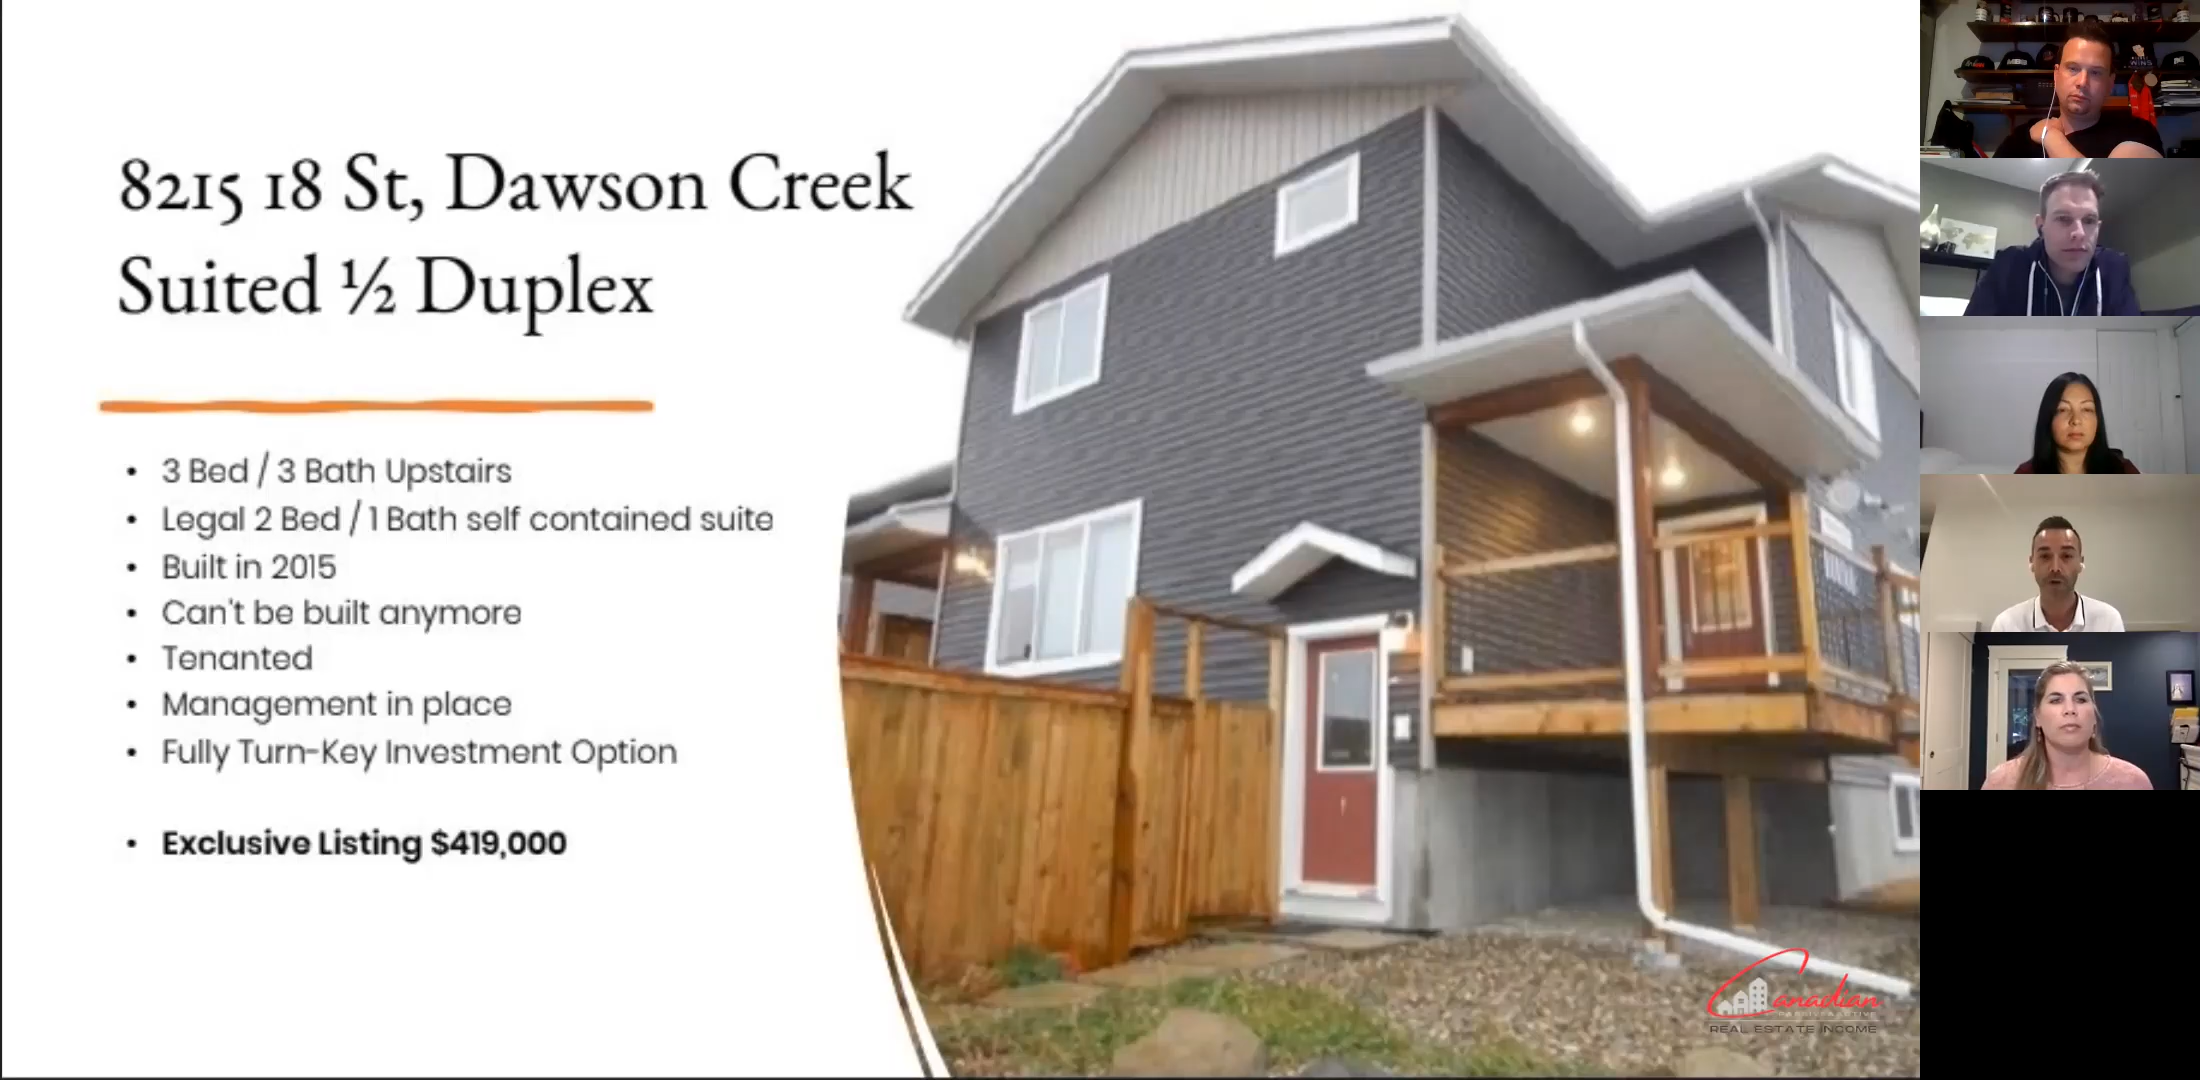 8215 18 St, Dawson Creek
Suited ½ Duplex
• 3 Bed / 3 Bath Upstairs
• Legal 2 Bed / 1 Bath self contained suite
• Built in 2015
• Can't be built anymore
• Tenanted
• Management in place
• Fully Turn-Key Investment Option
• Exclusive Listing $419,000
Canadian
REAL ESTATE INCOME